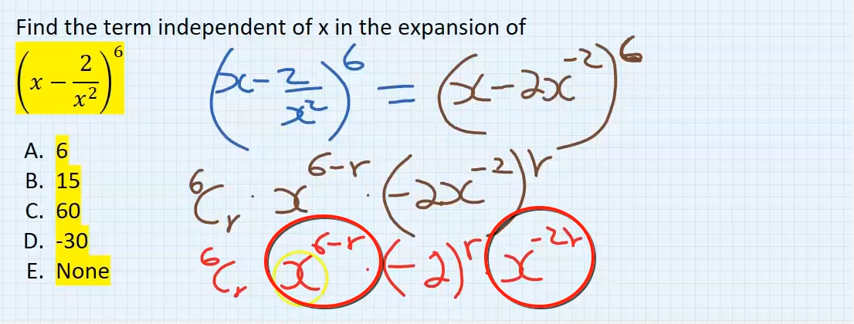 Find the term independent of x in the expansion of
(x − 2/x²)⁶
(x − 2/x²)⁶ = (x − 2x⁻²)⁶
A. 6
B. 15
C. 60
D. -30
E. None
⁶Cᵣ · x⁶⁻ʳ · (−2x⁻²)ʳ
⁶Cᵣ x⁶⁻ʳ · (−2)ʳ x⁻²ʳ